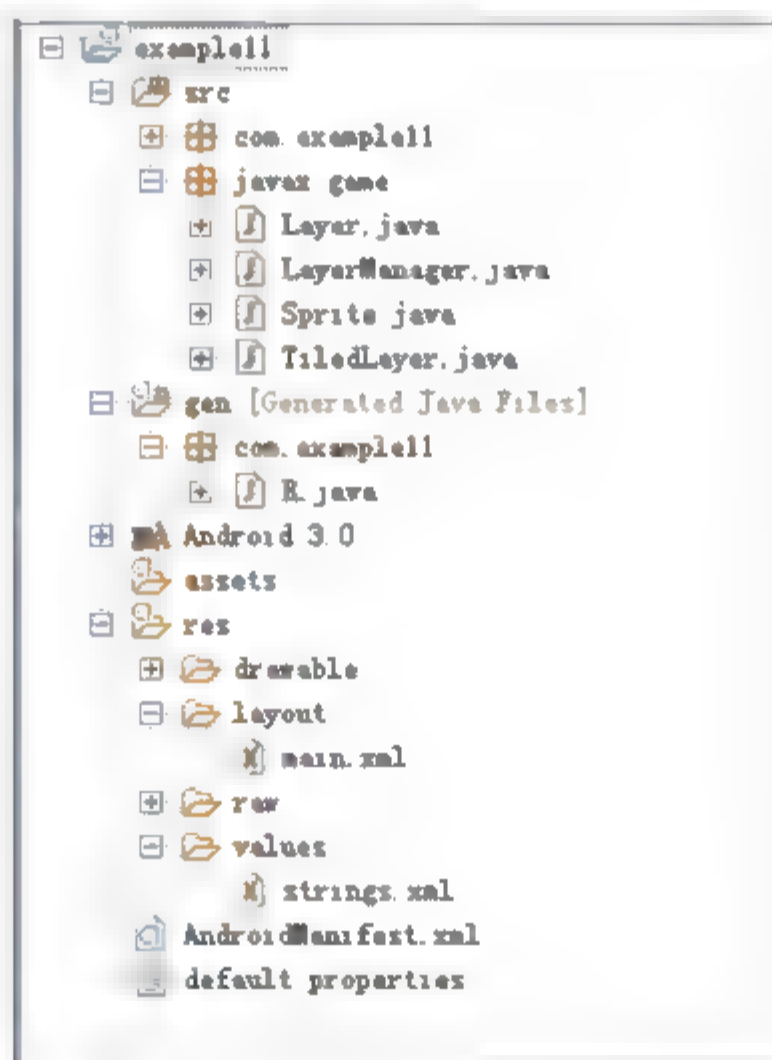 example11
src
com.example11
javax game
Layer.java
LayerManager.java
Sprite java
TiledLayer.java
gen [Generated Java Files]
com.example11
R.java
Android 3.0
assets
res
drawable
layout
main.xml
raw
values
strings.xml
AndroidManifest.xml
default properties